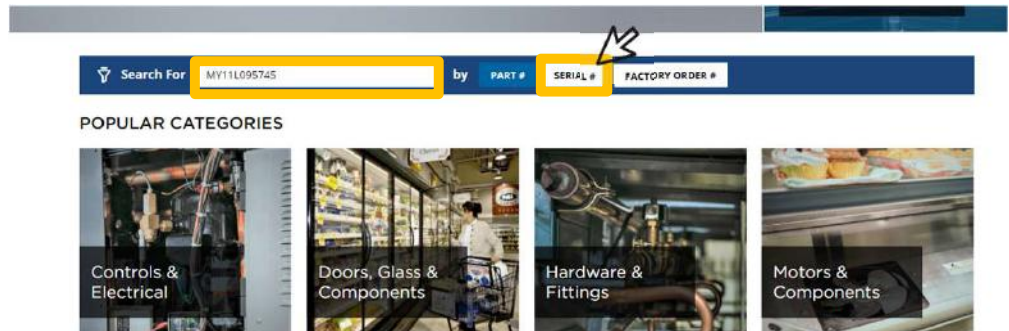 Search For MY11L095745 by PART # SERIAL # FACTORY ORDER #
POPULAR CATEGORIES
Controls &
Electrical
Doors, Glass &
Components
Hardware &
Fittings
Motors &
Components